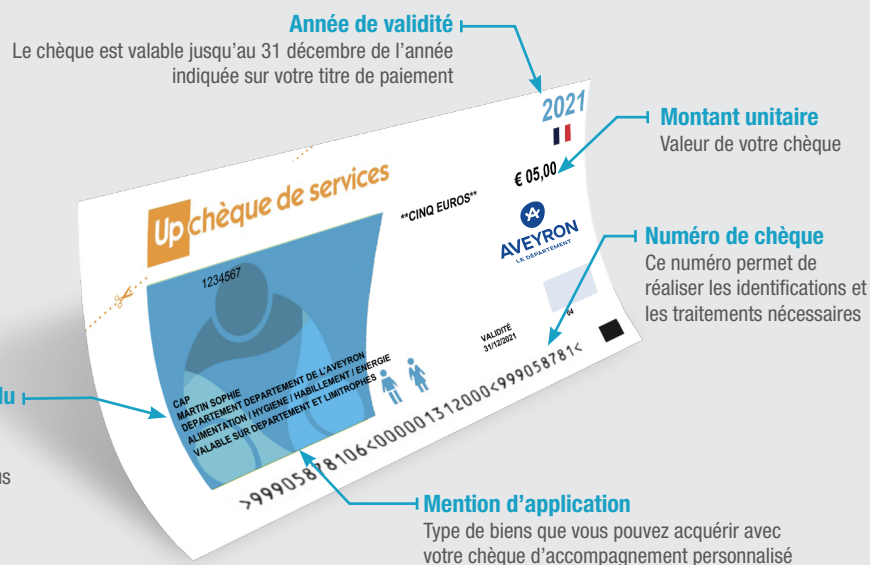 Année de validité
Le chèque est valable jusqu'au 31 décembre de l'année
indiquée sur votre titre de paiement
2021
Montant unitaire
Valeur de votre chèque
€ 05,00
Up chèque de services
**CINQ EUROS**
AVEYRON
LE DÉPARTEMENT
Numéro de chèque
Ce numéro permet de
réaliser les identifications et
les traitements nécessaires
1234567
04
VALIDITÉ
31/12/2021
CAP
MARTIN SOPHIE
DEPARTEMENT DEPARTEMENT DE L'AVEYRON
ALIMENTATION / HYGIENE / HABILLEMENT / ENERGIE
VALABLE SUR DEPARTEMENT ET LIMITROPHES
>99905878106<000001312000<999058781<
Mention d'application
Type de biens que vous pouvez acquérir avec
votre chèque d'accompagnement personnalisé